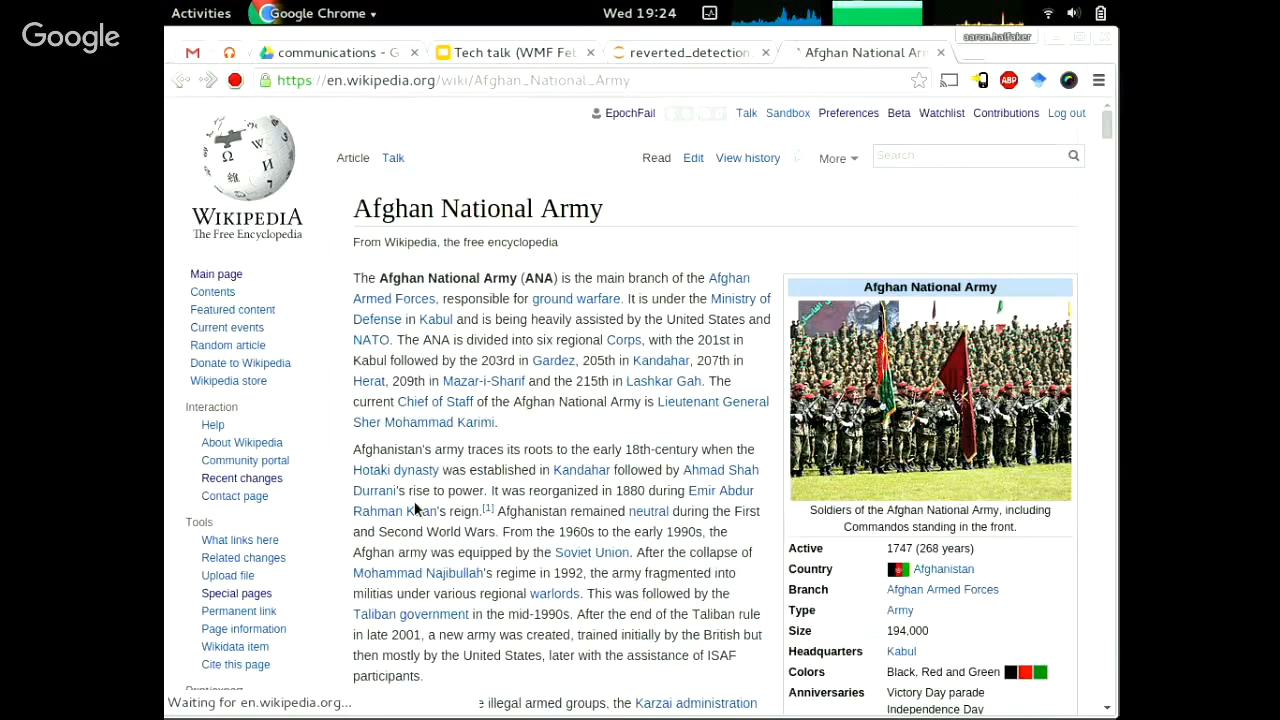 Activities
Google Chrome
Wed 19:24
Google
aaron.halfaker
communications - G
Tech talk (WMF Fel
reverted_detection
Afghan National Ar
https://en.wikipedia.org/wiki/Afghan_National_Army
ABP
EpochFail
Talk
Sandbox
Preferences
Beta
Watchlist
Contributions
Log out
Article
Talk
Read
Edit
View history
More
Search
WIKIPEDIA
The Free Encyclopedia
Main page
Contents
Featured content
Current events
Random article
Donate to Wikipedia
Wikipedia store
Interaction
Help
About Wikipedia
Community portal
Recent changes
Contact page
Tools
What links here
Related changes
Upload file
Special pages
Permanent link
Page information
Wikidata item
Cite this page
Waiting for en.wikipedia.org...
Afghan National Army
From Wikipedia, the free encyclopedia
The Afghan National Army (ANA) is the main branch of the Afghan
Armed Forces, responsible for ground warfare. It is under the Ministry of
Defense in Kabul and is being heavily assisted by the United States and
NATO. The ANA is divided into six regional Corps, with the 201st in
Kabul followed by the 203rd in Gardez, 205th in Kandahar, 207th in
Herat, 209th in Mazar-i-Sharif and the 215th in Lashkar Gah. The
current Chief of Staff of the Afghan National Army is Lieutenant General
Sher Mohammad Karimi.
Afghanistan's army traces its roots to the early 18th-century when the
Hotaki dynasty was established in Kandahar followed by Ahmad Shah
Durrani's rise to power. It was reorganized in 1880 during Emir Abdur
Rahman Khan's reign.[1] Afghanistan remained neutral during the First
and Second World Wars. From the 1960s to the early 1990s, the
Afghan army was equipped by the Soviet Union. After the collapse of
Mohammad Najibullah's regime in 1992, the army fragmented into
militias under various regional warlords. This was followed by the
Taliban government in the mid-1990s. After the end of the Taliban rule
in late 2001, a new army was created, trained initially by the British but
then mostly by the United States, later with the assistance of ISAF
participants.
e illegal armed groups, the Karzai administration
Afghan National Army
Soldiers of the Afghan National Army, including
Commandos standing in the front.
Active 1747 (268 years)
Country Afghanistan
Branch Afghan Armed Forces
Type Army
Size 194,000
Headquarters Kabul
Colors Black, Red and Green
Anniversaries Victory Day parade
Independence Day